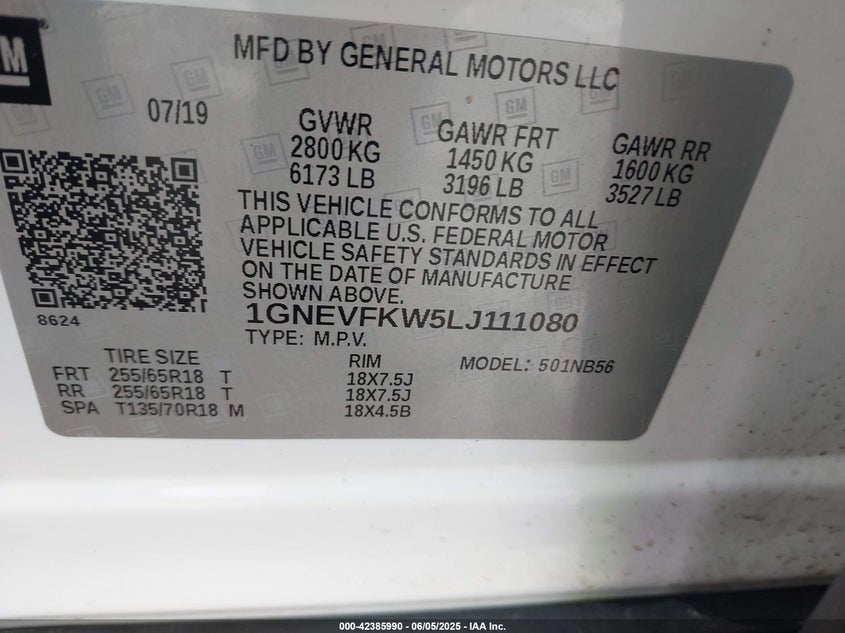 GM
MFD BY GENERAL MOTORS LLC
07/19
GVWR
2800 KG
6173 LB
GAWR FRT
1450 KG
3196 LB
GAWR RR
1600 KG
3527 LB
THIS VEHICLE CONFORMS TO ALL
APPLICABLE U.S. FEDERAL MOTOR
VEHICLE SAFETY STANDARDS IN EFFECT
ON THE DATE OF MANUFACTURE
SHOWN ABOVE.
8624
1GNEVFKW5LJ111080
TYPE: M.P.V.
TIRE SIZE
RIM
MODEL: 501NB56
FRT 255/65R18 T 18X7.5J
RR 255/65R18 T 18X7.5J
SPA T135/70R18 M 18X4.5B
000-42385990 - 06/05/2025 - IAA Inc.